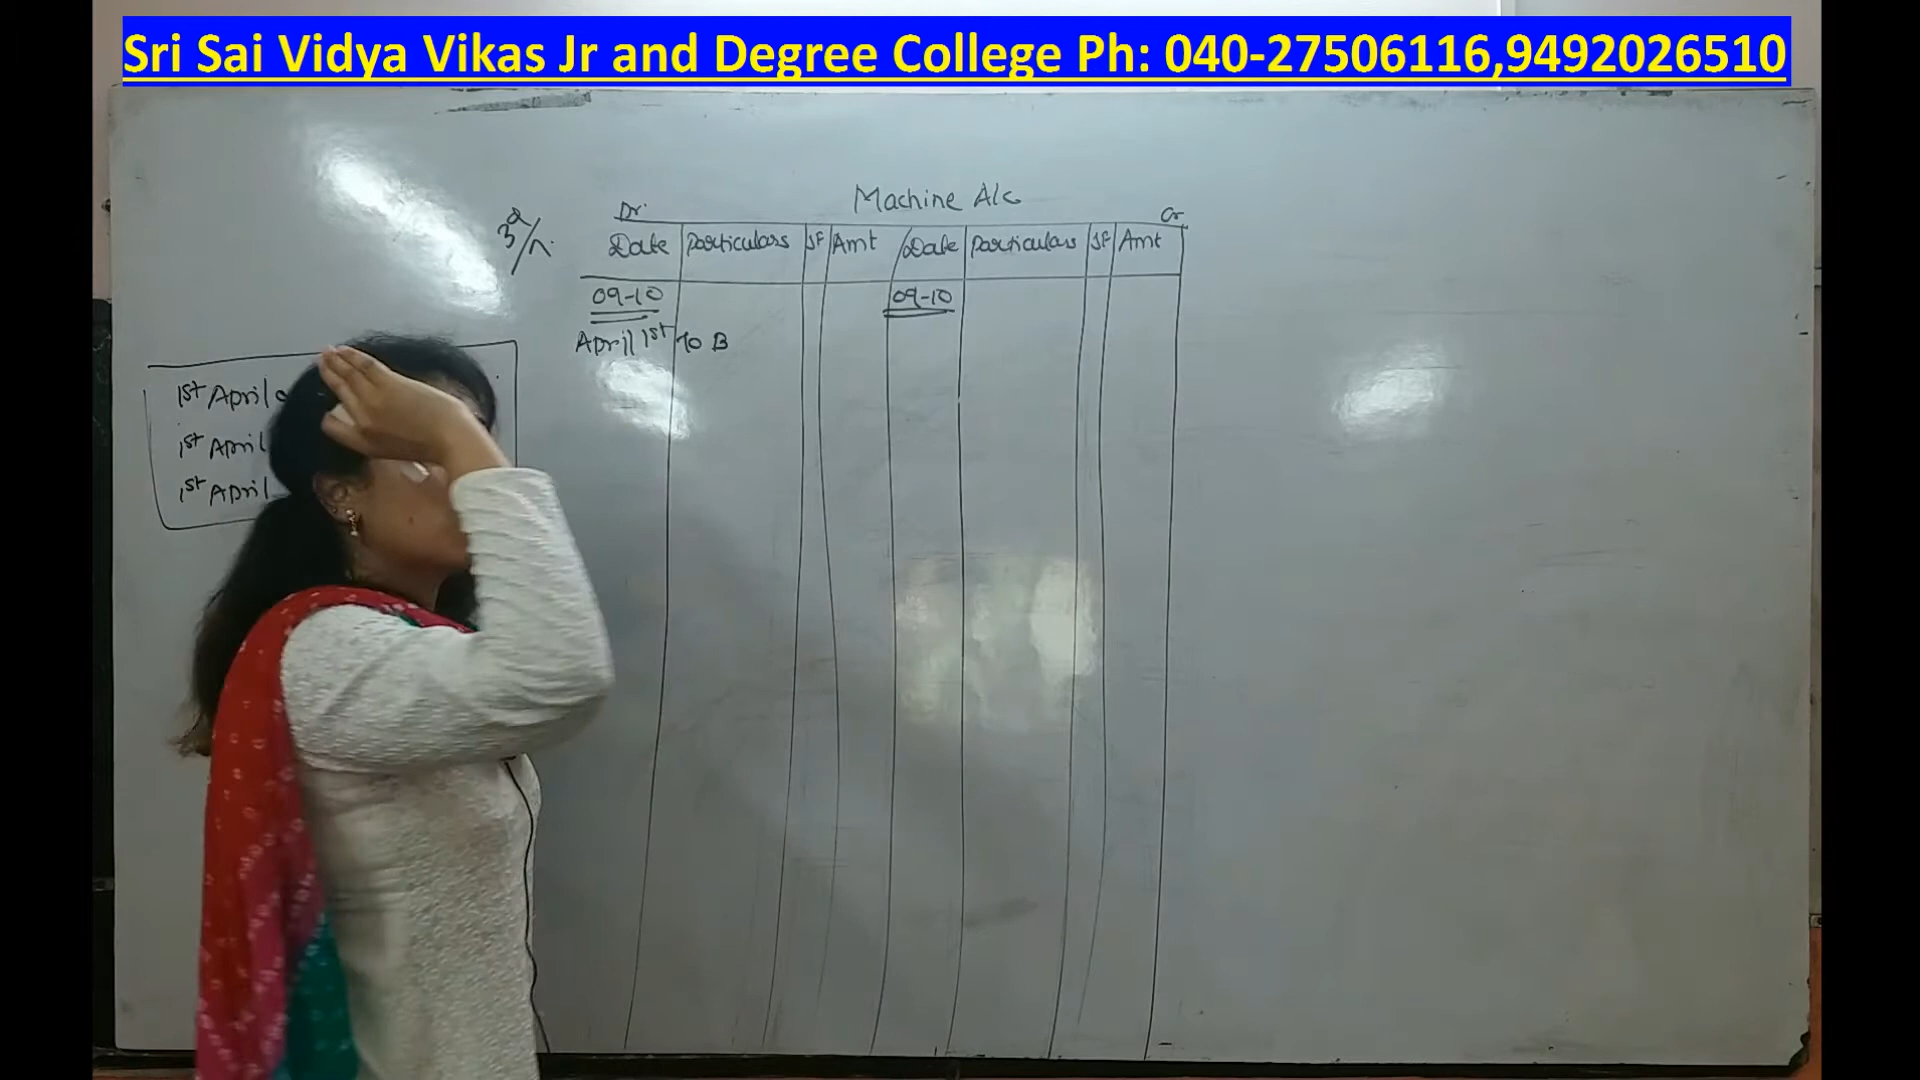 Sri Sai Vidya Vikas Jr and Degree College Ph: 040-27506116,9492026510
Machine A/c
Dr. Cr
Date Particulars JF Amt Date Particulars JF Amt
09-10 09-10
April 1st To B
1st April
1st April
1st April